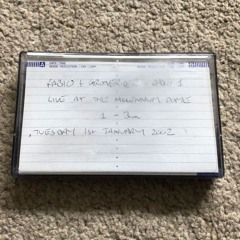 A
FABIO + GROOVERIDER PART 1
LIVE AT THE MILLENNIUM DOME
1 - 3am
TUESDAY 1ST JANUARY 2002